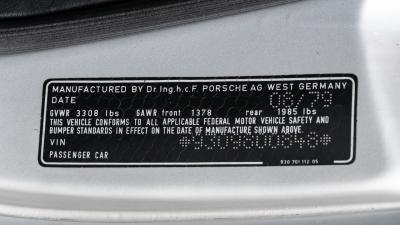 MANUFACTURED BY Dr.Ing.h.c.F. PORSCHE AG WEST GERMANY
DATE 08/79
GVWR 3308 lbs GAWR front 1378 rear 1985 lbs
THIS VEHICLE CONFORMS TO ALL APPLICABLE FEDERAL MOTOR VEHICLE SAFETY AND
BUMPER STANDARDS IN EFFECT ON THE DATE OF MANUFACTURE SHOWN ABOVE.
VIN *9309800848*
PASSENGER CAR
930 701 112 05